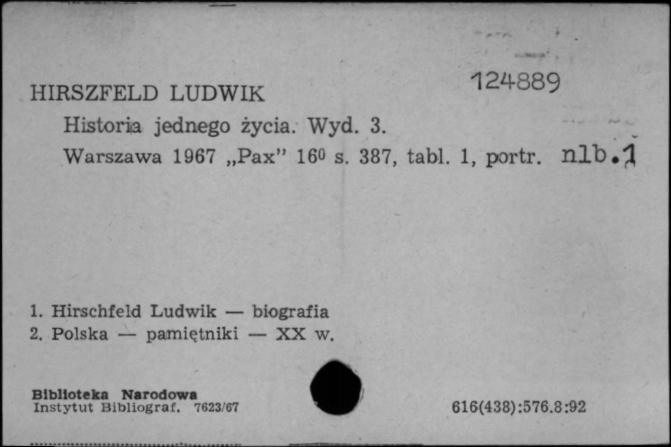 124889
HIRSZFELD LUDWIK
Historia jednego życia. Wyd. 3.
Warszawa 1967 „Pax” 16⁰ s. 387, tabl. 1, portr. nlb.1
1. Hirschfeld Ludwik — biografia
2. Polska — pamiętniki — XX w.
Biblioteka Narodowa
Instytut Bibliograf. 7623/67
616(438):576.8:92